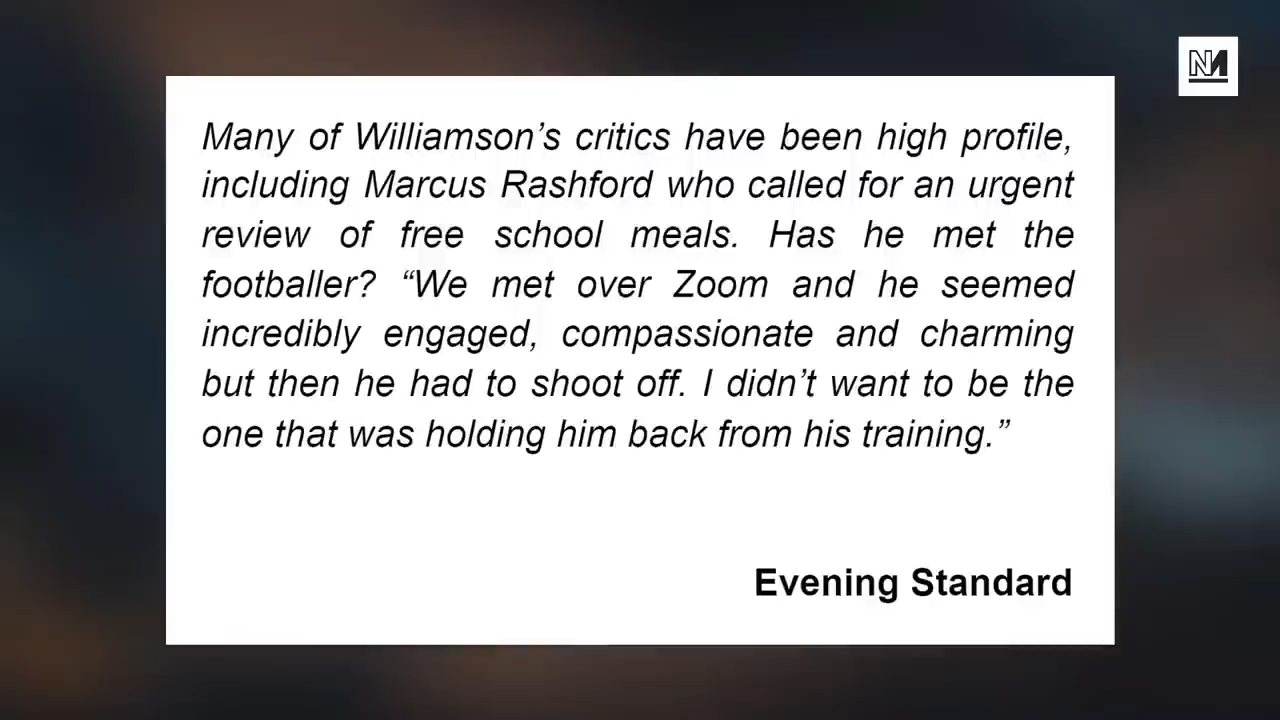 NM
Many of Williamson’s critics have been high profile,
including Marcus Rashford who called for an urgent
review of free school meals. Has he met the
footballer? “We met over Zoom and he seemed
incredibly engaged, compassionate and charming
but then he had to shoot off. I didn’t want to be the
one that was holding him back from his training.”
Evening Standard